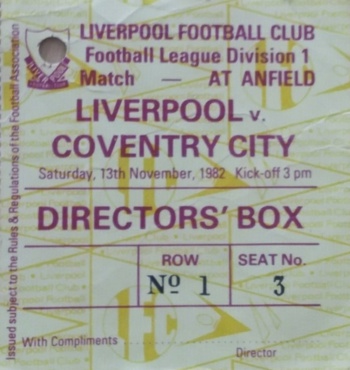 LIVERPOOL FOOTBALL CLUB
Football League Division 1
Match — AT ANFIELD
LIVERPOOL v.
COVENTRY CITY
Saturday, 13th November, 1982 Kick-off 3 pm
DIRECTORS' BOX
ROW SEAT No.
Nº 1 3
With Compliments
Director
Issued subject to the Rules & Regulations of the Football Association